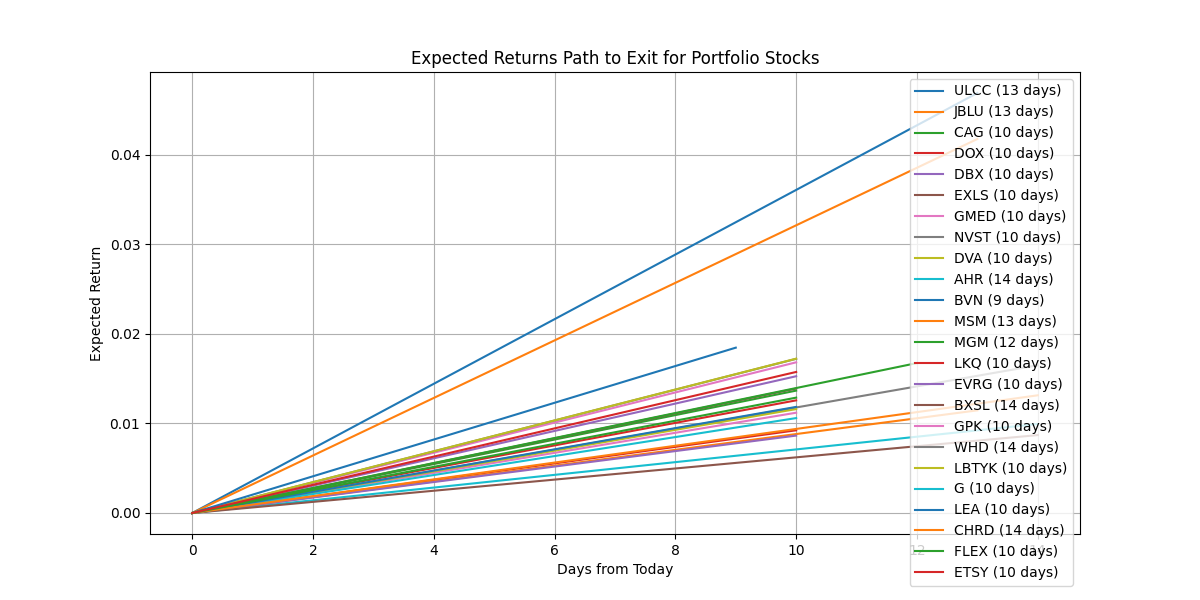 Expected Returns Path to Exit for Portfolio Stocks
Expected Return
0.04
0.03
0.02
0.01
0.00
0
2
4
6
8
10
12
Days from Today
ULCC (13 days)
JBLU (13 days)
CAG (10 days)
DOX (10 days)
DBX (10 days)
EXLS (10 days)
GMED (10 days)
NVST (10 days)
DVA (10 days)
AHR (14 days)
BVN (9 days)
MSM (13 days)
MGM (12 days)
LKQ (10 days)
EVRG (10 days)
BXSL (14 days)
GPK (10 days)
WHD (14 days)
LBTYK (10 days)
G (10 days)
LEA (10 days)
CHRD (14 days)
FLEX (10 days)
ETSY (10 days)